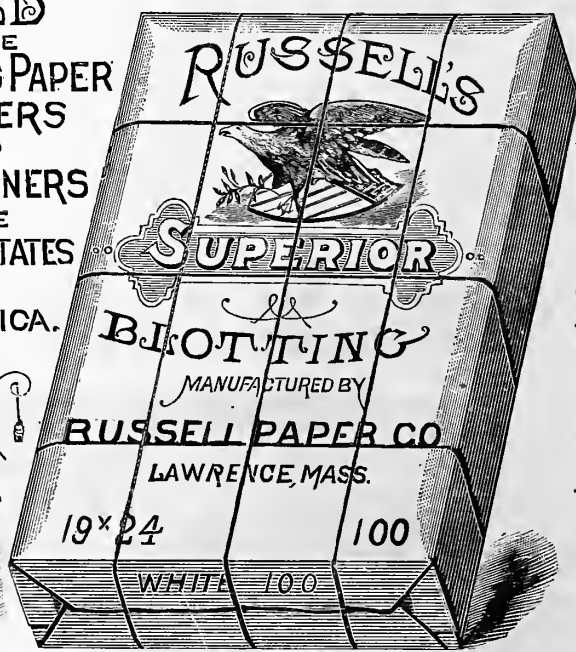 PAPER
ERS
NERS
TATES
ICA.
RUSSELL'S
SUPERIOR
BLOTTING
MANUFACTURED BY
RUSSELL PAPER CO
LAWRENCE, MASS.
19 x 24 100
WHITE 100